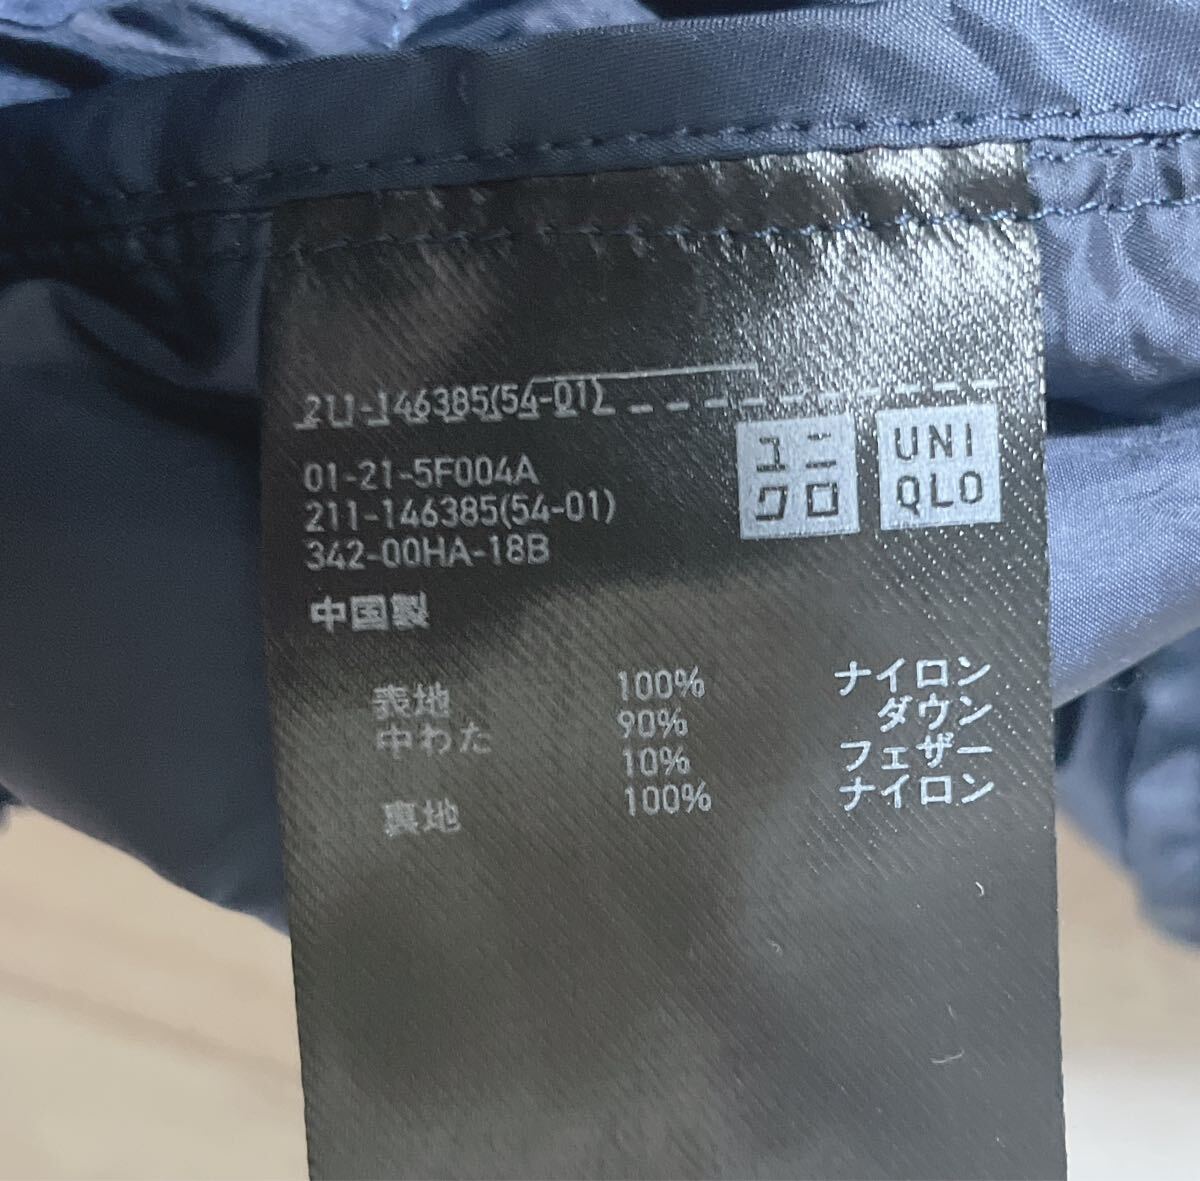 211-146385(54-01)
01-21-5F004A
211-146385(54-01)
342-00HA-18B
ユニ
クロ
UNI
QLO
中国製
表地 100% ナイロン
中わた 90% ダウン
10% フェザー
裏地 100% ナイロン